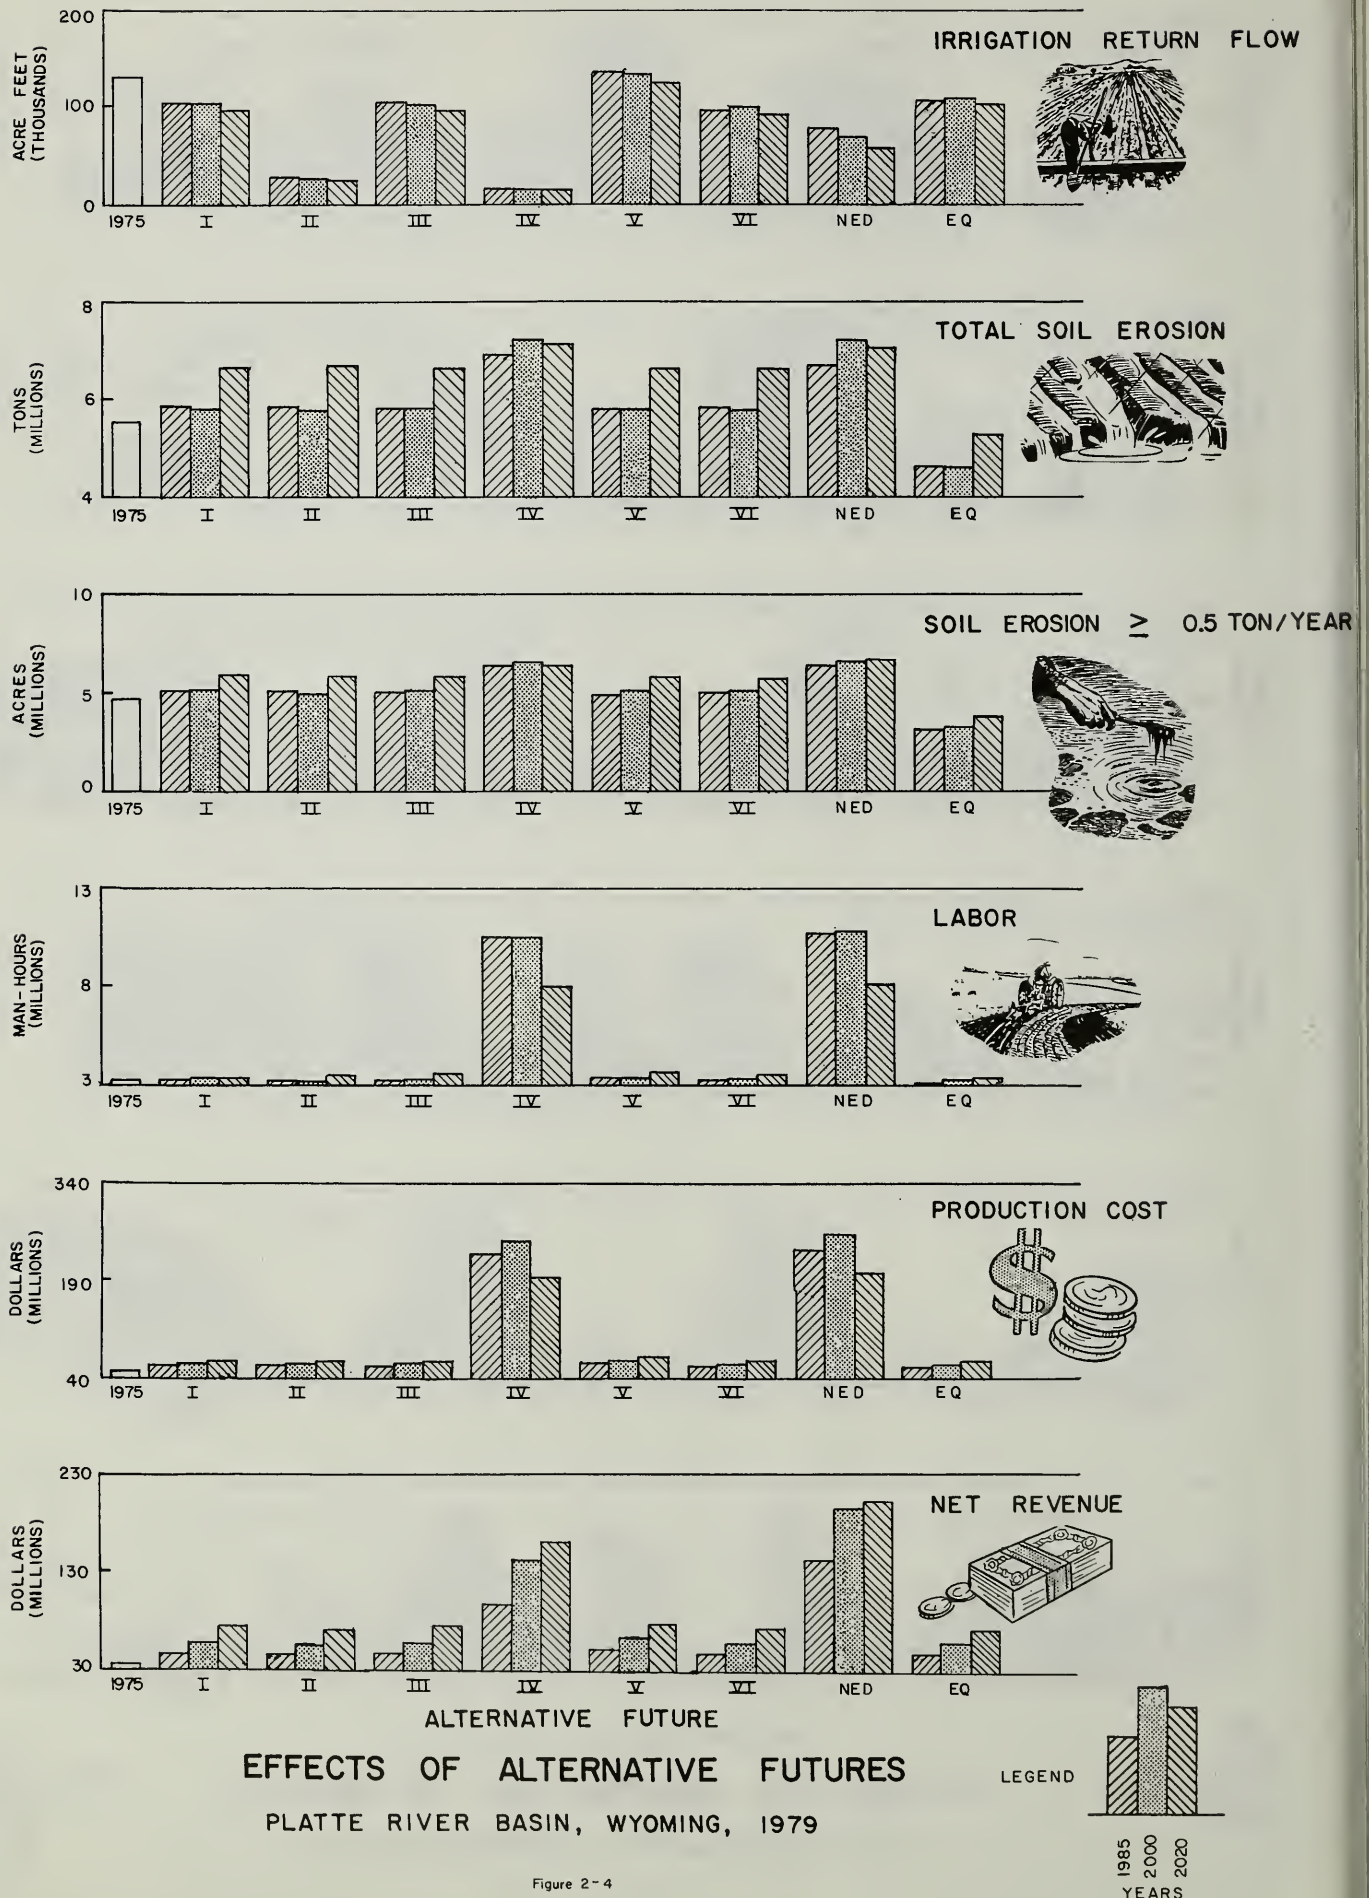 IRRIGATION RETURN FLOW
ACRE FEET
(THOUSANDS)
200
100
0
1975 I II III IV V VI NED EQ
TOTAL SOIL EROSION
TONS
(MILLIONS)
8
6
4
1975 I II III IV V VI NED EQ
SOIL EROSION ≥ 0.5 TON/YEAR
ACRES
(MILLIONS)
10
5
0
1975 I II III IV V VI NED EQ
LABOR
MAN-HOURS
(MILLIONS)
13
8
3
1975 I II III IV V VI NED EQ
PRODUCTION COST
DOLLARS
(MILLIONS)
340
190
40
1975 I II III IV V VI NED EQ
NET REVENUE
DOLLARS
(MILLIONS)
230
130
30
1975 I II III IV V VI NED EQ
ALTERNATIVE FUTURE
EFFECTS OF ALTERNATIVE FUTURES
PLATTE RIVER BASIN, WYOMING, 1979
LEGEND
1985
2000
2020
YEARS
Figure 2-4